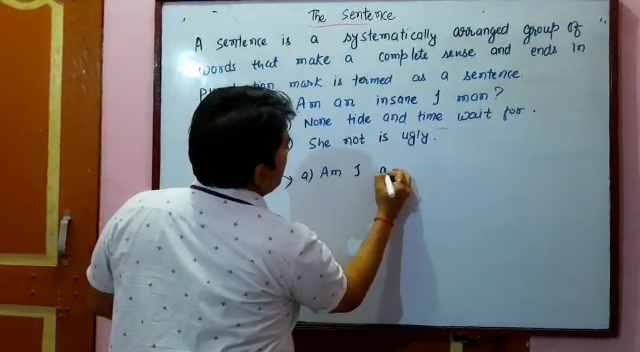 The Sentence
A sentence is a systematically arranged group of
words that make a complete sense and ends in
mark is termed as a sentence.
Am an insane I man?
None tide and time wait for.
She not is ugly.
→ a) Am I